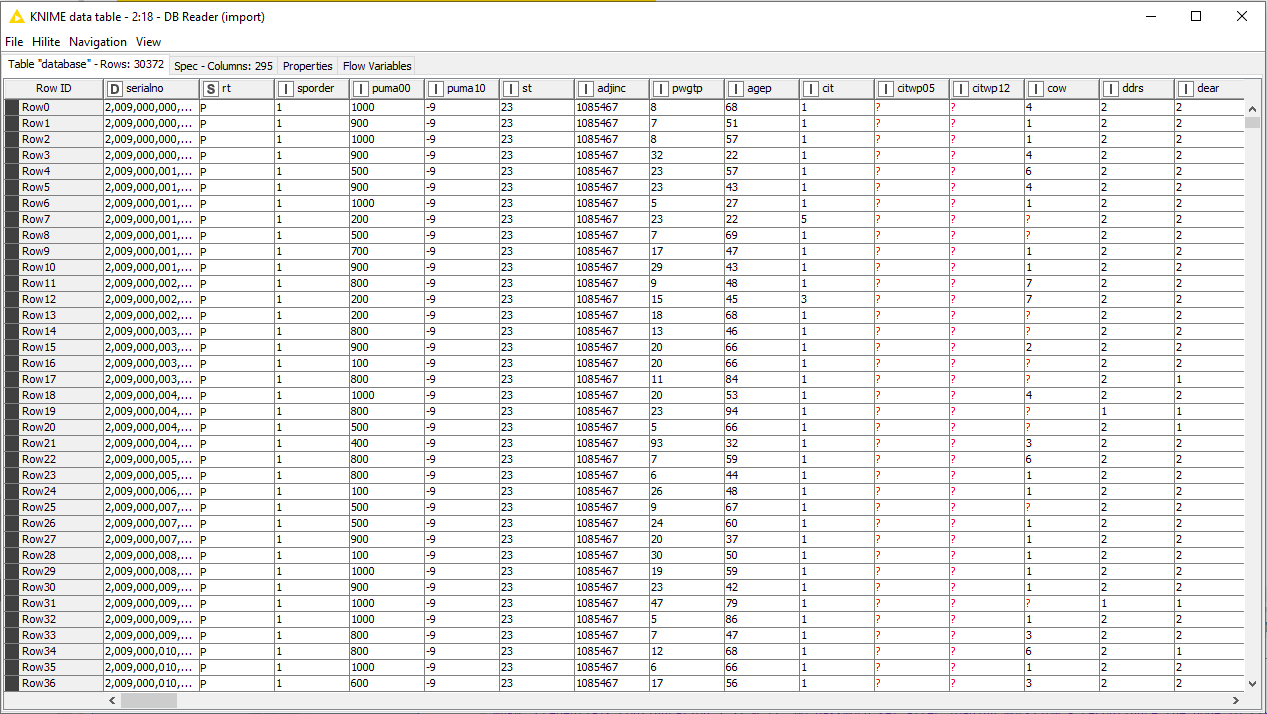 KNIME data table - 2:18 - DB Reader (import)
File Hilite Navigation View
Table "database" - Rows: 30372 Spec - Columns: 295 Properties Flow Variables
Row ID D serialno S rt I sporder I puma00 I puma10 I st I adjinc I pwgtp I agep I cit I citwp05 I citwp12 I cow I ddrs I dear
Row0 2,009,000,000,... P 1 1000 -9 23 1085467 8 68 1 ? ? 4 2 2
Row1 2,009,000,000,... P 1 900 -9 23 1085467 7 51 1 ? ? 1 2 2
Row2 2,009,000,000,... P 1 1000 -9 23 1085467 8 57 1 ? ? 1 2 2
Row3 2,009,000,000,... P 1 900 -9 23 1085467 32 22 1 ? ? 4 2 2
Row4 2,009,000,001,... P 1 500 -9 23 1085467 23 57 1 ? ? 6 2 2
Row5 2,009,000,001,... P 1 900 -9 23 1085467 23 43 1 ? ? 4 2 2
Row6 2,009,000,001,... P 1 1000 -9 23 1085467 5 27 1 ? ? 1 2 2
Row7 2,009,000,001,... P 1 200 -9 23 1085467 23 22 5 ? ? ? 2 2
Row8 2,009,000,001,... P 1 500 -9 23 1085467 7 69 1 ? ? ? 2 2
Row9 2,009,000,001,... P 1 700 -9 23 1085467 17 47 1 ? ? 1 2 2
Row10 2,009,000,001,... P 1 900 -9 23 1085467 29 43 1 ? ? 1 2 2
Row11 2,009,000,002,... P 1 800 -9 23 1085467 9 48 1 ? ? 7 2 2
Row12 2,009,000,002,... P 1 200 -9 23 1085467 15 45 3 ? ? 7 2 2
Row13 2,009,000,002,... P 1 200 -9 23 1085467 18 68 1 ? ? ? 2 2
Row14 2,009,000,003,... P 1 800 -9 23 1085467 13 46 1 ? ? ? 2 2
Row15 2,009,000,003,... P 1 900 -9 23 1085467 20 66 1 ? ? 2 2 2
Row16 2,009,000,003,... P 1 100 -9 23 1085467 20 66 1 ? ? ? 2 2
Row17 2,009,000,003,... P 1 800 -9 23 1085467 11 84 1 ? ? ? 2 1
Row18 2,009,000,004,... P 1 1000 -9 23 1085467 20 53 1 ? ? 4 2 2
Row19 2,009,000,004,... P 1 800 -9 23 1085467 23 94 1 ? ? ? 1 1
Row20 2,009,000,004,... P 1 500 -9 23 1085467 5 66 1 ? ? ? 2 1
Row21 2,009,000,004,... P 1 400 -9 23 1085467 93 32 1 ? ? 3 2 2
Row22 2,009,000,005,... P 1 800 -9 23 1085467 7 59 1 ? ? 6 2 2
Row23 2,009,000,005,... P 1 800 -9 23 1085467 6 44 1 ? ? 1 2 2
Row24 2,009,000,006,... P 1 100 -9 23 1085467 26 48 1 ? ? 1 2 2
Row25 2,009,000,007,... P 1 500 -9 23 1085467 9 67 1 ? ? ? 2 2
Row26 2,009,000,007,... P 1 500 -9 23 1085467 24 60 1 ? ? 1 2 2
Row27 2,009,000,007,... P 1 900 -9 23 1085467 20 37 1 ? ? 1 2 2
Row28 2,009,000,008,... P 1 100 -9 23 1085467 30 50 1 ? ? 1 2 2
Row29 2,009,000,008,... P 1 1000 -9 23 1085467 19 59 1 ? ? 1 2 2
Row30 2,009,000,009,... P 1 900 -9 23 1085467 23 42 1 ? ? 1 2 2
Row31 2,009,000,009,... P 1 1000 -9 23 1085467 47 79 1 ? ? ? 1 1
Row32 2,009,000,009,... P 1 1000 -9 23 1085467 5 86 1 ? ? 1 2 2
Row33 2,009,000,009,... P 1 800 -9 23 1085467 7 47 1 ? ? 3 2 2
Row34 2,009,000,010,... P 1 800 -9 23 1085467 12 68 1 ? ? 6 2 1
Row35 2,009,000,010,... P 1 1000 -9 23 1085467 6 66 1 ? ? 1 2 2
Row36 2,009,000,010,... P 1 600 -9 23 1085467 17 56 1 ? ? 3 2 2